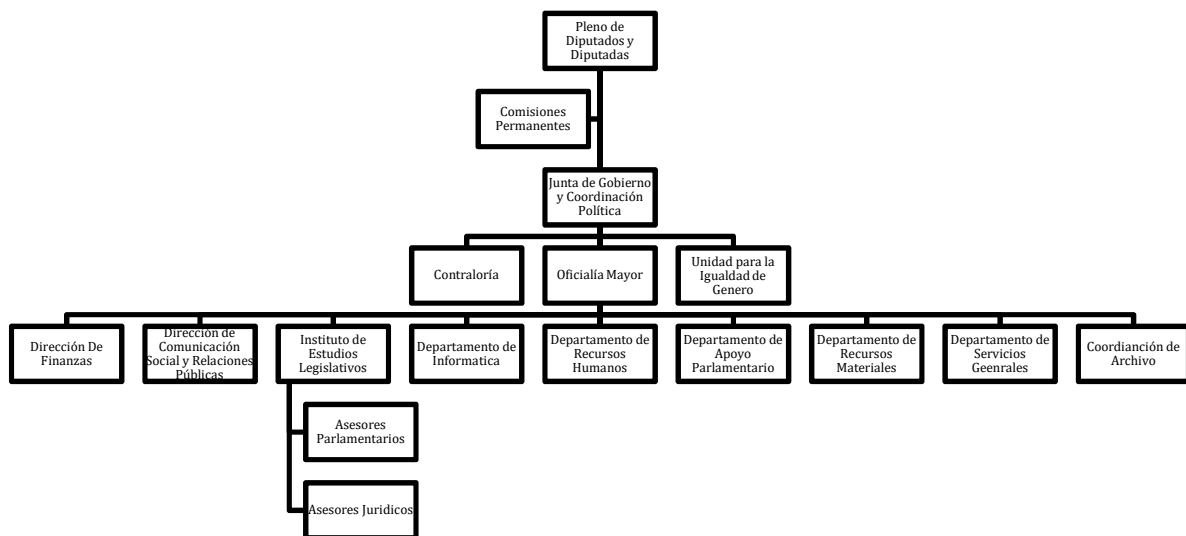 Pleno de
Diputados y
Diputadas
Comisiones
Permanentes
Junta de Gobierno
y Coordinación
Política
Contraloría
Oficialía Mayor
Unidad para la
Igualdad de
Genero
Dirección De
Finanzas
Dirección de
Comunicación
Social y Relaciones
Públicas
Instituto de
Estudios
Legislativos
Departamento de
Informatica
Departamento de
Recursos
Humanos
Departamento de
Apoyo
Parlamentario
Departamento de
Recursos
Materiales
Departamento de
Servicios
Geenrales
Coordianción de
Archivo
Asesores
Parlamentarios
Asesores Juridicos